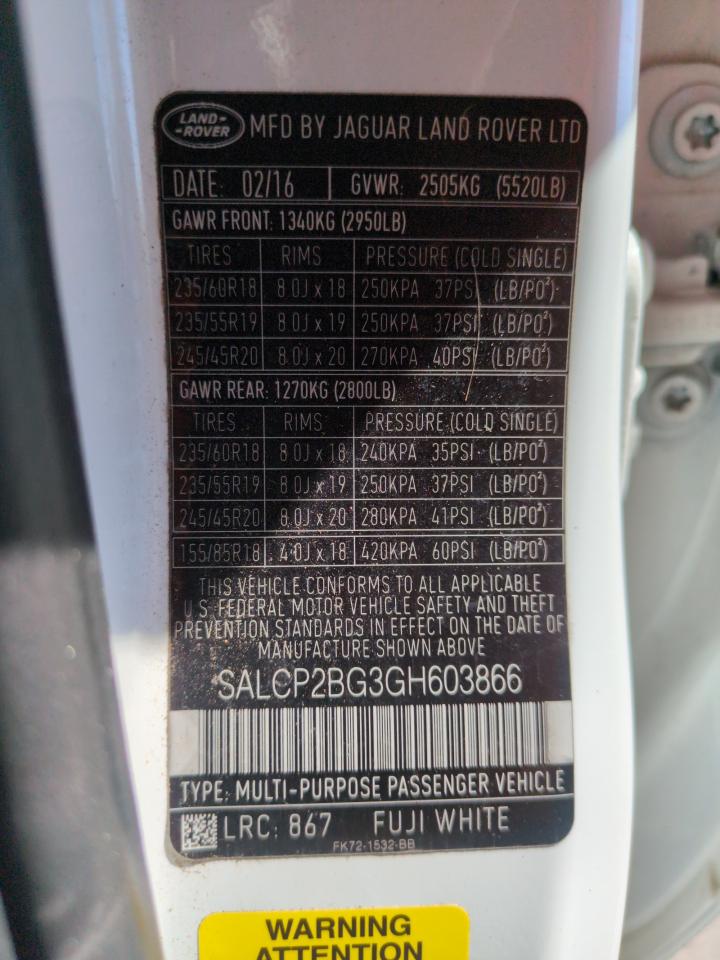 LAND-
-ROVER
MFD BY JAGUAR LAND ROVER LTD
DATE: 02/16 GVWR: 2505KG (5520LB)
GAWR FRONT: 1340KG (2950LB)
TIRES RIMS PRESSURE (COLD SINGLE)
235/60R18 8.0J x 18 250KPA 37PSI (LB/PO²)
235/55R19 8.0J x 19 250KPA 37PSI (LB/PO²)
245/45R20 8.0J x 20 270KPA 40PSI (LB/PO²)
GAWR REAR: 1270KG (2800LB)
TIRES RIMS PRESSURE (COLD SINGLE)
235/60R18 8.0J x 18 240KPA 35PSI (LB/PO²)
235/55R19 8.0J x 19 250KPA 37PSI (LB/PO²)
245/45R20 8.0J x 20 280KPA 41PSI (LB/PO²)
155/85R18 4.0J x 18 420KPA 60PSI (LB/PO²)
THIS VEHICLE CONFORMS TO ALL APPLICABLE
U.S. FEDERAL MOTOR VEHICLE SAFETY AND THEFT
PREVENTION STANDARDS IN EFFECT ON THE DATE OF
MANUFACTURE SHOWN ABOVE
SALCP2BG3GH603866
TYPE: MULTI-PURPOSE PASSENGER VEHICLE
LRC: 867 FUJI WHITE
FK72-1532-BB
WARNING
ATTENTION